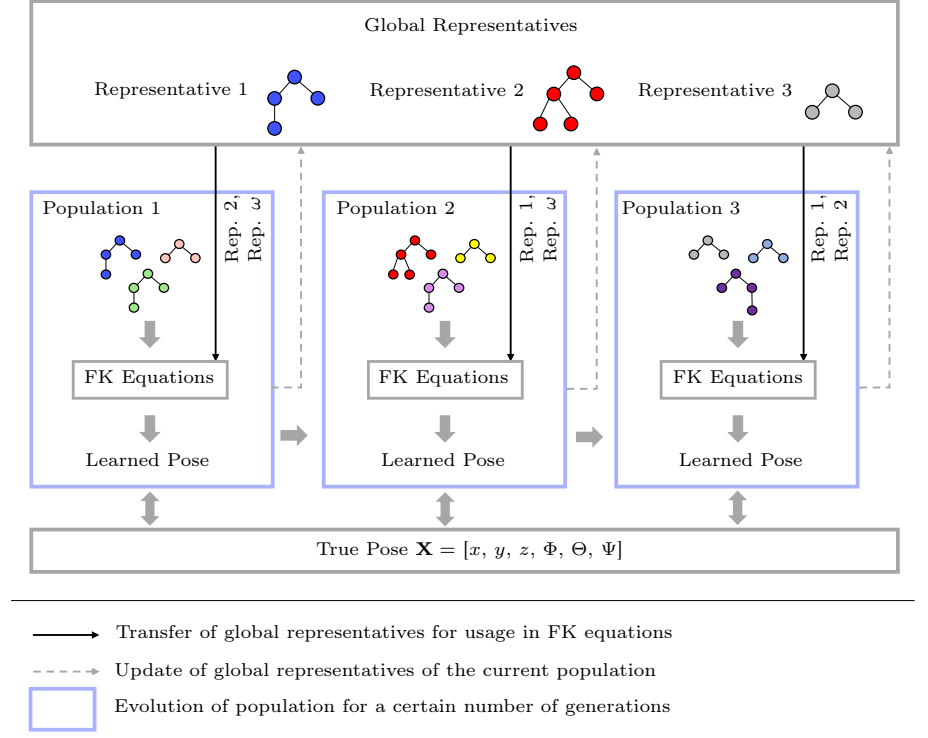 Global Representatives
Representative 1
Representative 2
Representative 3
Population 1
Rep. 2,
Rep. ω
Population 2
Rep. 1,
Rep. ω
Population 3
Rep. 1,
Rep. 2
FK Equations
FK Equations
FK Equations
Learned Pose
Learned Pose
Learned Pose
True Pose X = [x, y, z, Φ, Θ, Ψ]
Transfer of global representatives for usage in FK equations
Update of global representatives of the current population
Evolution of population for a certain number of generations